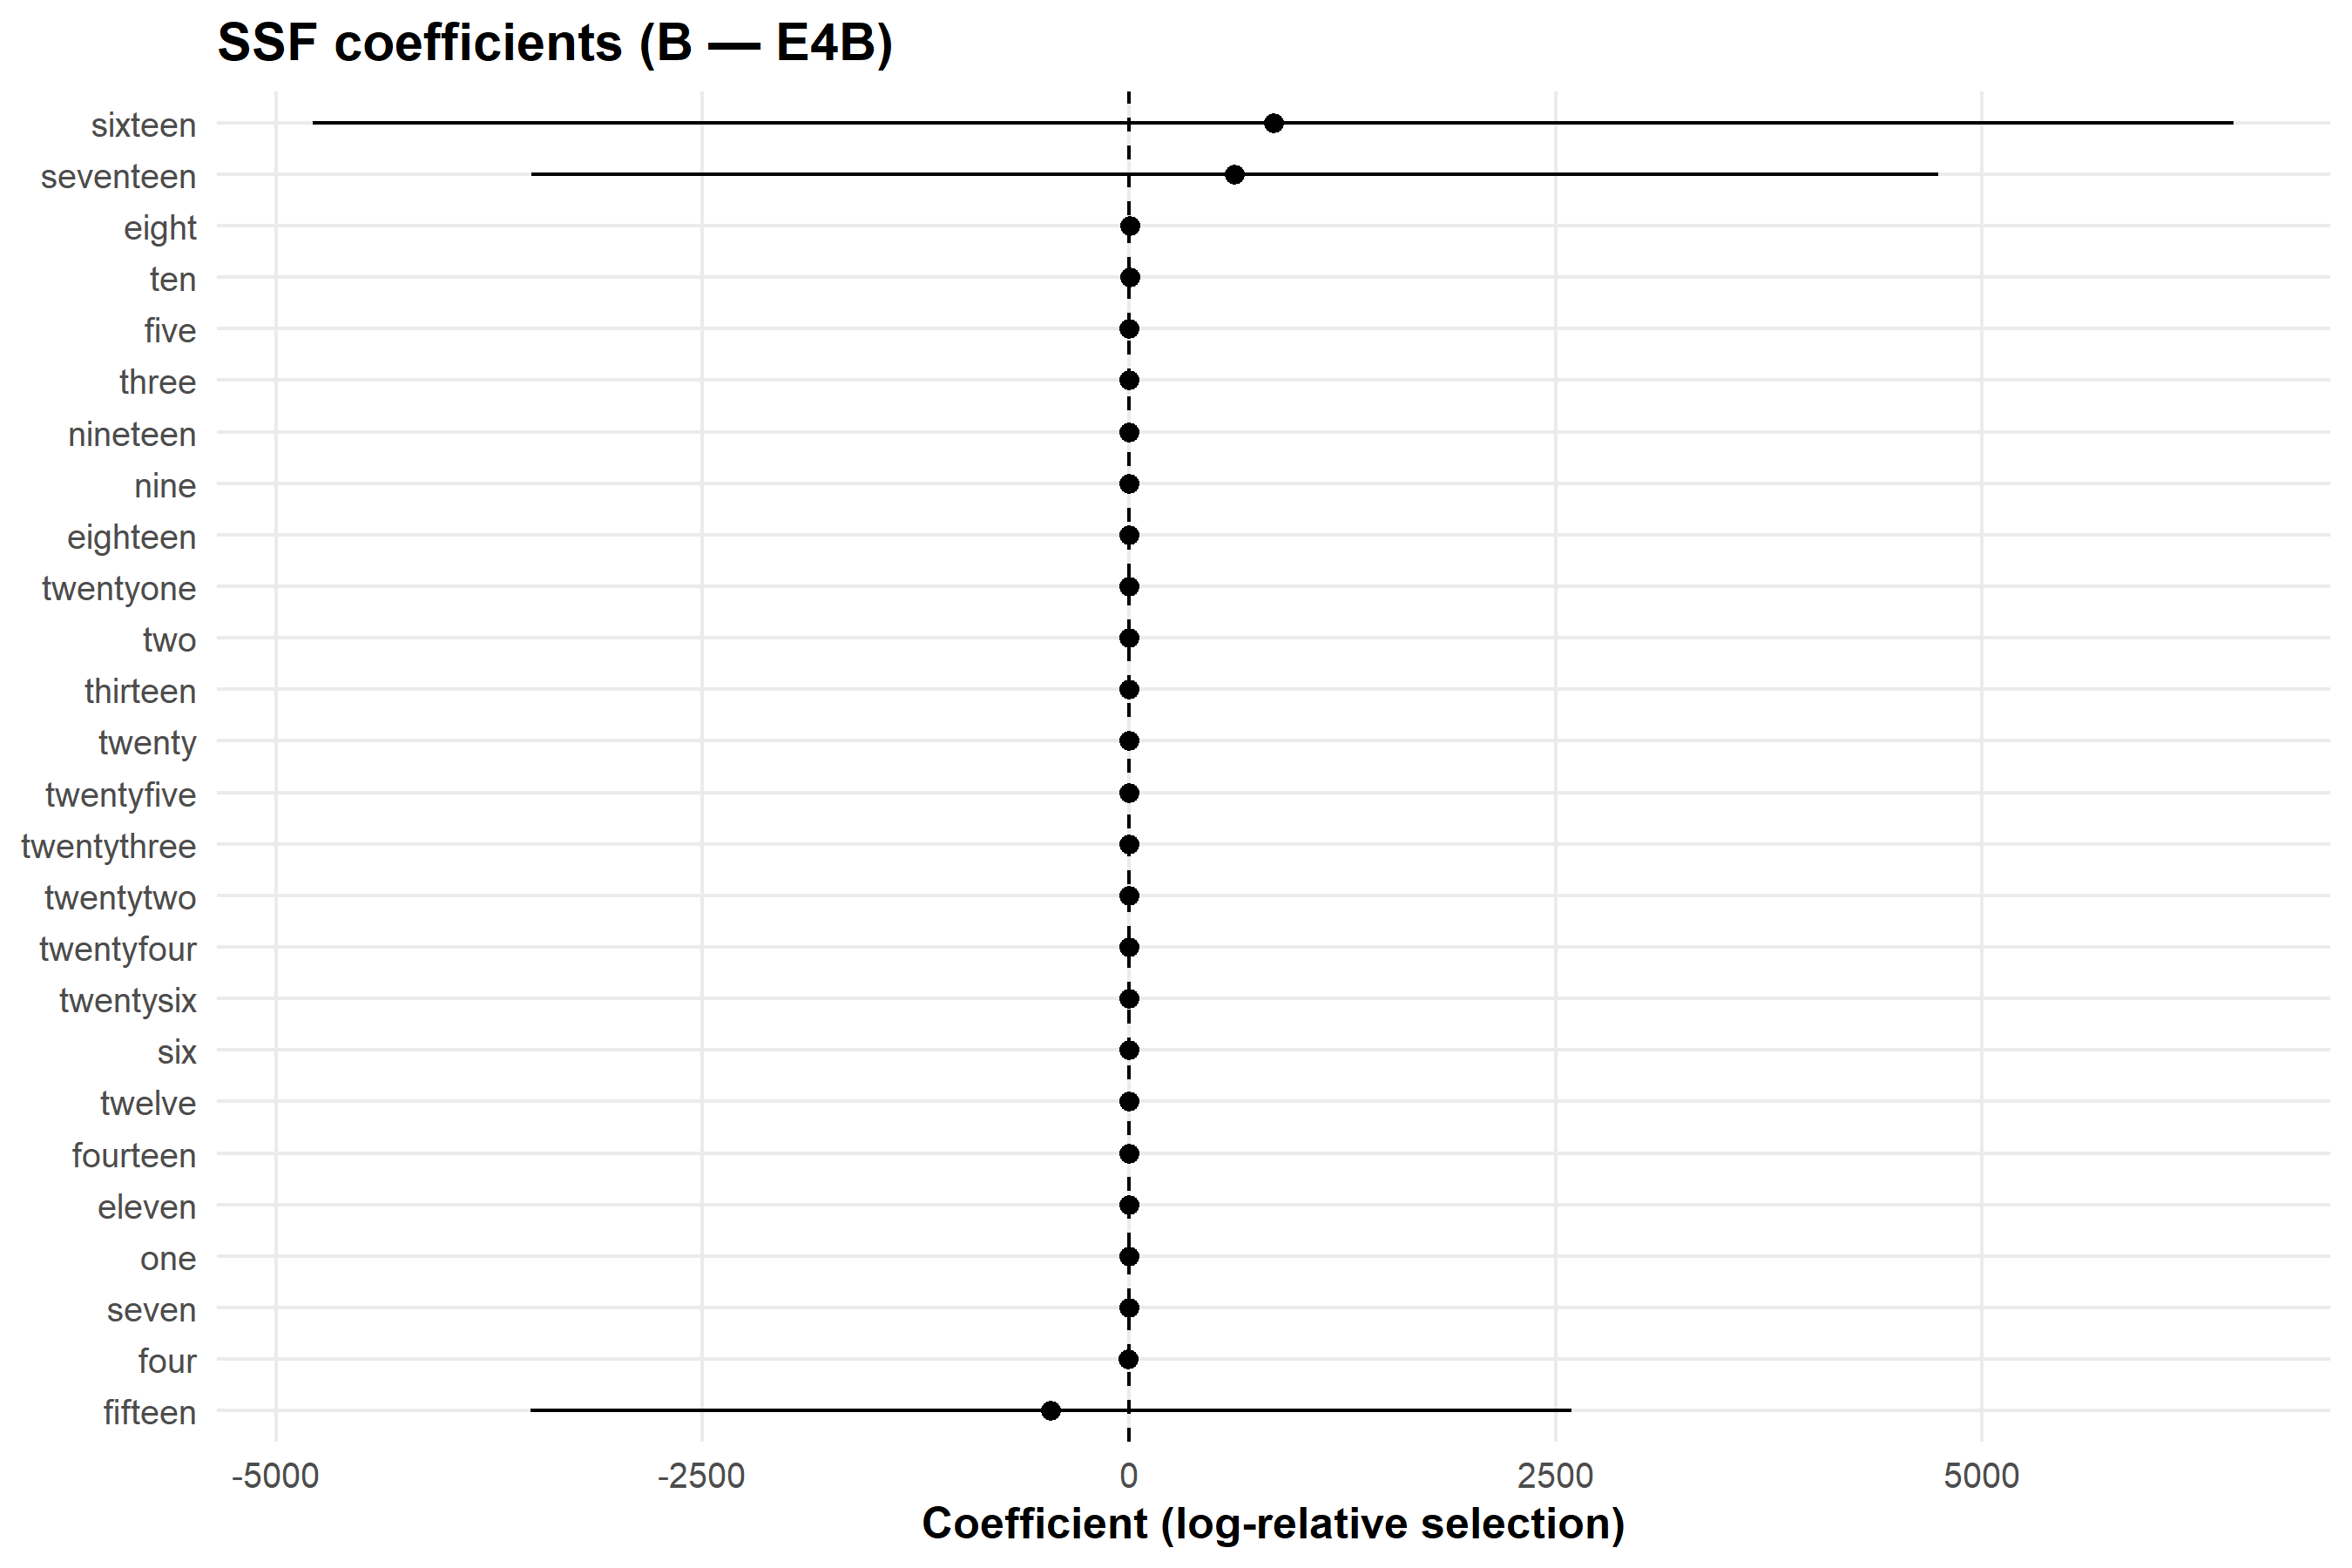 SSF coefficients (B — E4B)
sixteen
seventeen
eight
ten
five
three
nineteen
nine
eighteen
twentyone
two
thirteen
twenty
twentyfive
twentythree
twentytwo
twentyfour
twentysix
six
twelve
fourteen
eleven
one
seven
four
fifteen
-5000 -2500 0 2500 5000
Coefficient (log-relative selection)